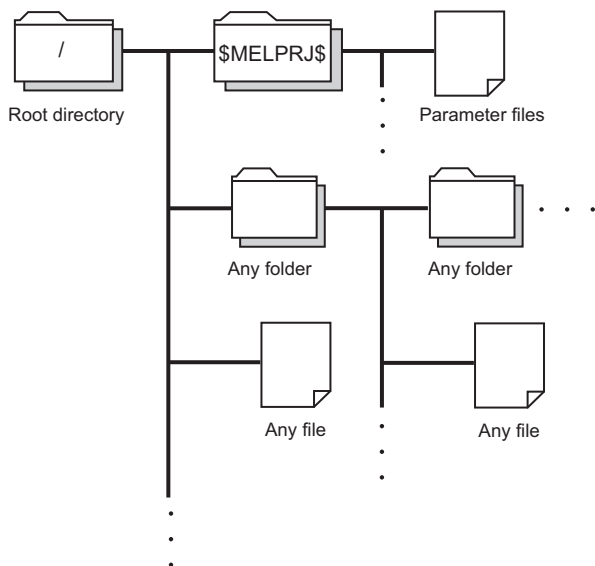 /
$MELPRJ$
Root directory
Parameter files
Any folder
Any folder
Any file
Any file